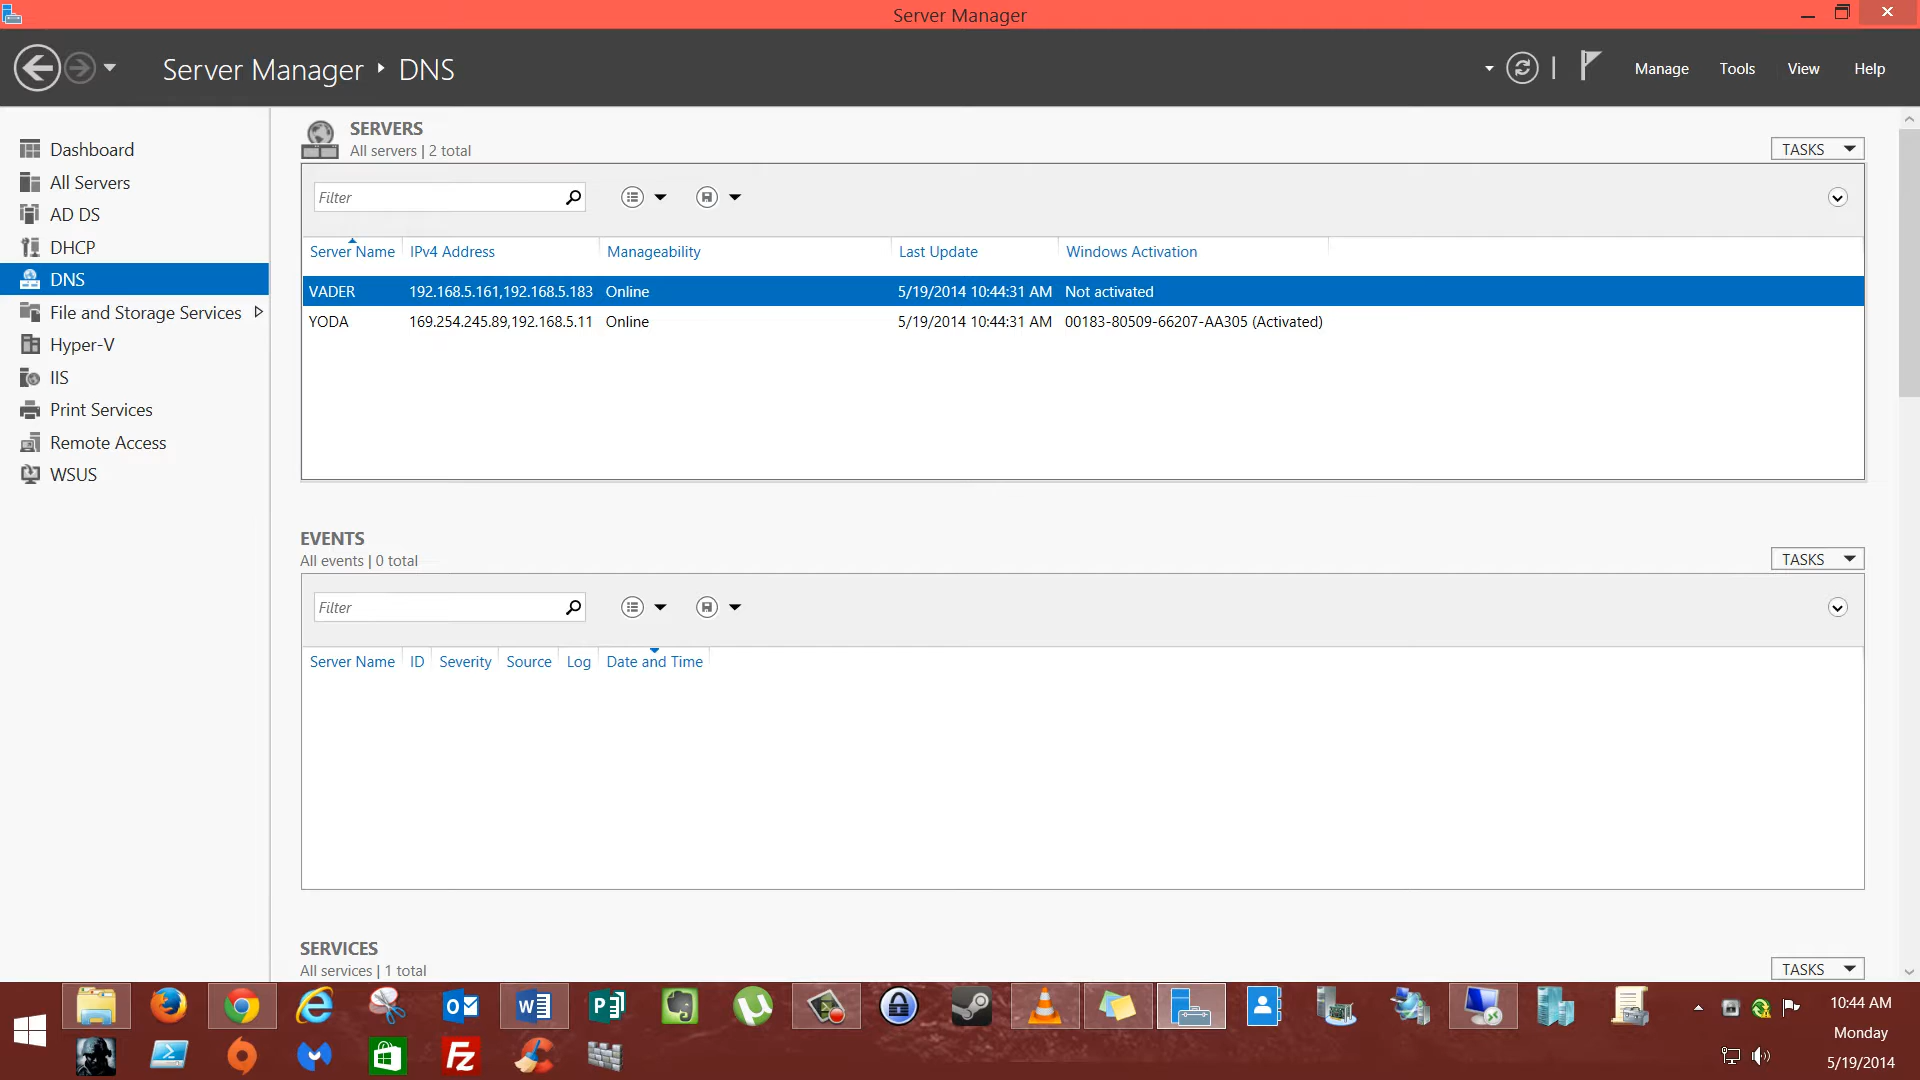 Server Manager
Server Manager ‣ DNS
Manage Tools View Help
Dashboard
All Servers
AD DS
DHCP
DNS
File and Storage Services
Hyper-V
IIS
Print Services
Remote Access
WSUS
SERVERS
All servers | 2 total
TASKS
Filter
Server Name IPv4 Address Manageability Last Update Windows Activation
VADER 192.168.5.161,192.168.5.183 Online 5/19/2014 10:44:31 AM Not activated
YODA 169.254.245.89,192.168.5.11 Online 5/19/2014 10:44:31 AM 00183-80509-66207-AA305 (Activated)
EVENTS
All events | 0 total
TASKS
Filter
Server Name ID Severity Source Log Date and Time
SERVICES
All services | 1 total
TASKS
10:44 AM
Monday
5/19/2014